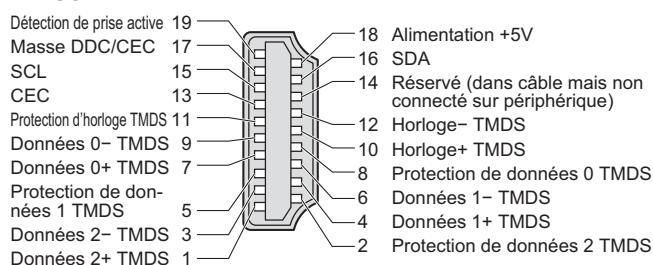 Détection de prise active 19
Masse DDC/CEC 17
SCL 15
CEC 13
Protection d'horloge TMDS 11
Données 0− TMDS 9
Données 0+ TMDS 7
Protection de don-
nées 1 TMDS 5
Données 2− TMDS 3
Données 2+ TMDS 1
18 Alimentation +5V
16 SDA
14 Réservé (dans câble mais non
connecté sur périphérique)
12 Horloge− TMDS
10 Horloge+ TMDS
8 Protection de données 0 TMDS
6 Données 1− TMDS
4 Données 1+ TMDS
2 Protection de données 2 TMDS